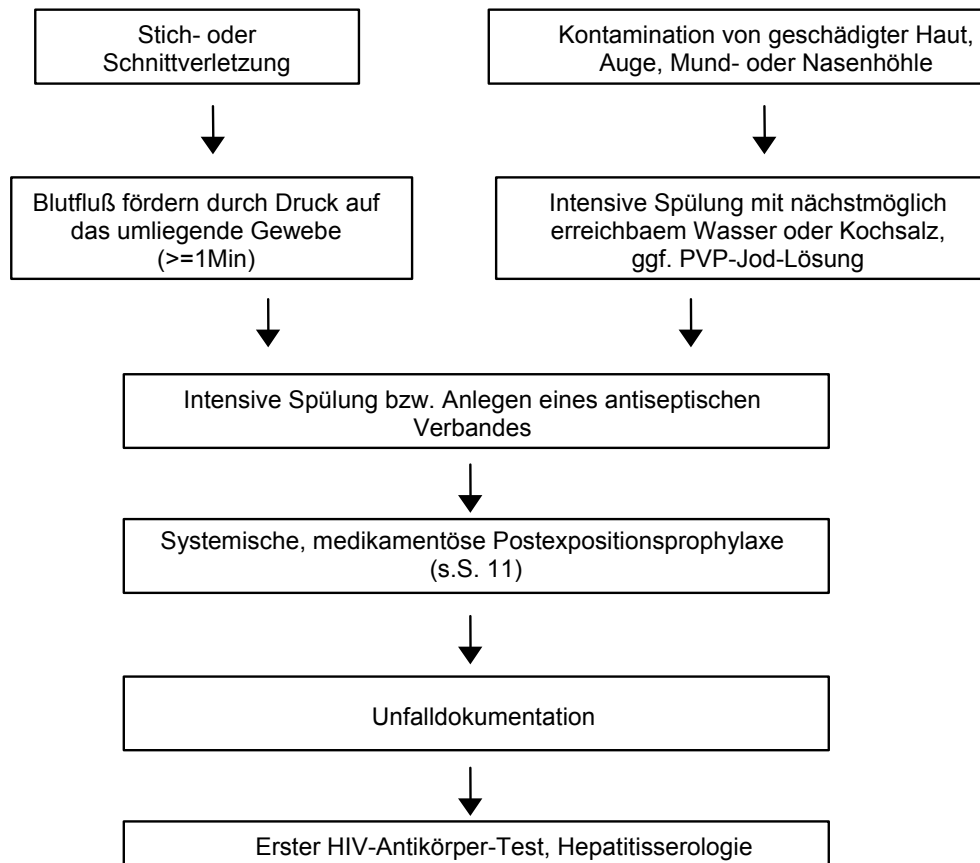 Stich- oder
Schnittverletzung
Kontamination von geschädigter Haut,
Auge, Mund- oder Nasenhöhle
Blutfluß fördern durch Druck auf
das umliegende Gewebe
(>=1Min)
Intensive Spülung mit nächstmöglich
erreichbaem Wasser oder Kochsalz,
ggf. PVP-Jod-Lösung
Intensive Spülung bzw. Anlegen eines antiseptischen
Verbandes
Systemische, medikamentöse Postexpositionsprophylaxe
(s.S. 11)
Unfalldokumentation
Erster HIV-Antikörper-Test, Hepatitisserologie